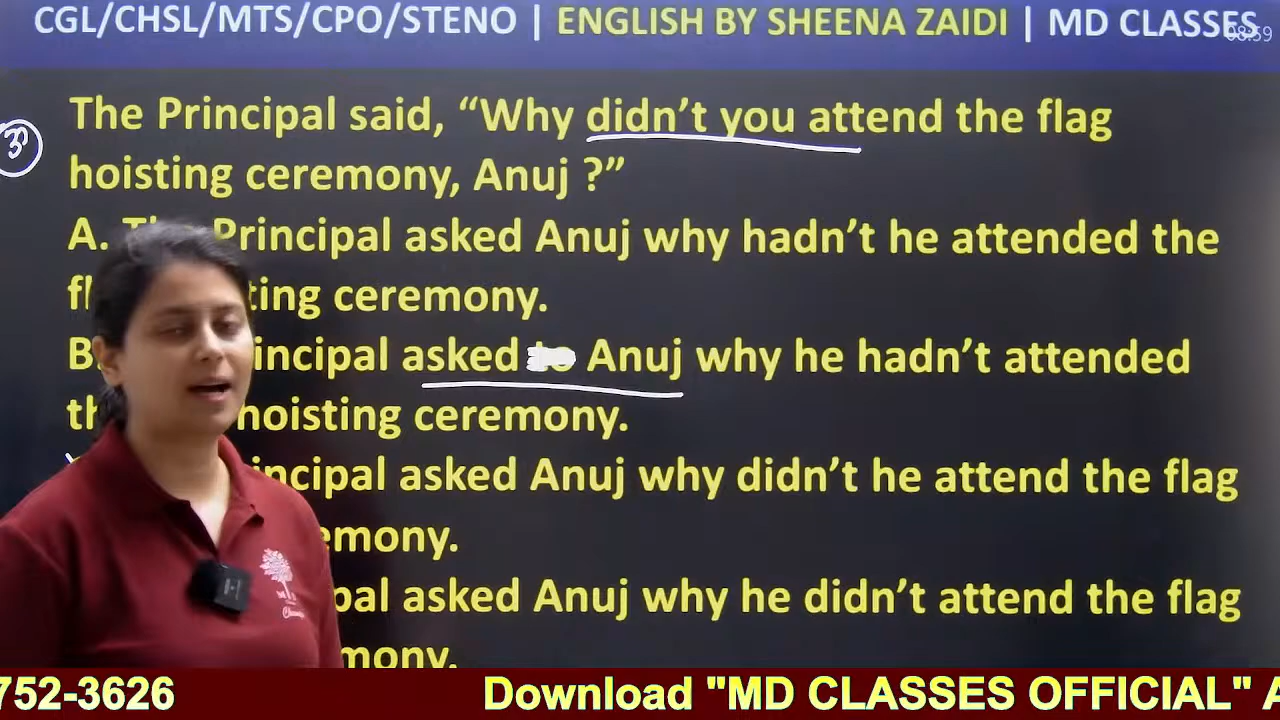 CGL/CHSL/MTS/CPO/STENO | ENGLISH BY SHEENA ZAIDI | MD CLASSES
08:59
The Principal said, “Why didn’t you attend the flag
hoisting ceremony, Anuj ?”
A. The Principal asked Anuj why hadn’t he attended the
ting ceremony.
B. incipal asked Anuj why he hadn’t attended
hoisting ceremony.
incipal asked Anuj why didn’t he attend the flag
emony.
pal asked Anuj why he didn’t attend the flag
mony.
752-3626 Download "MD CLASSES OFFICIAL" A